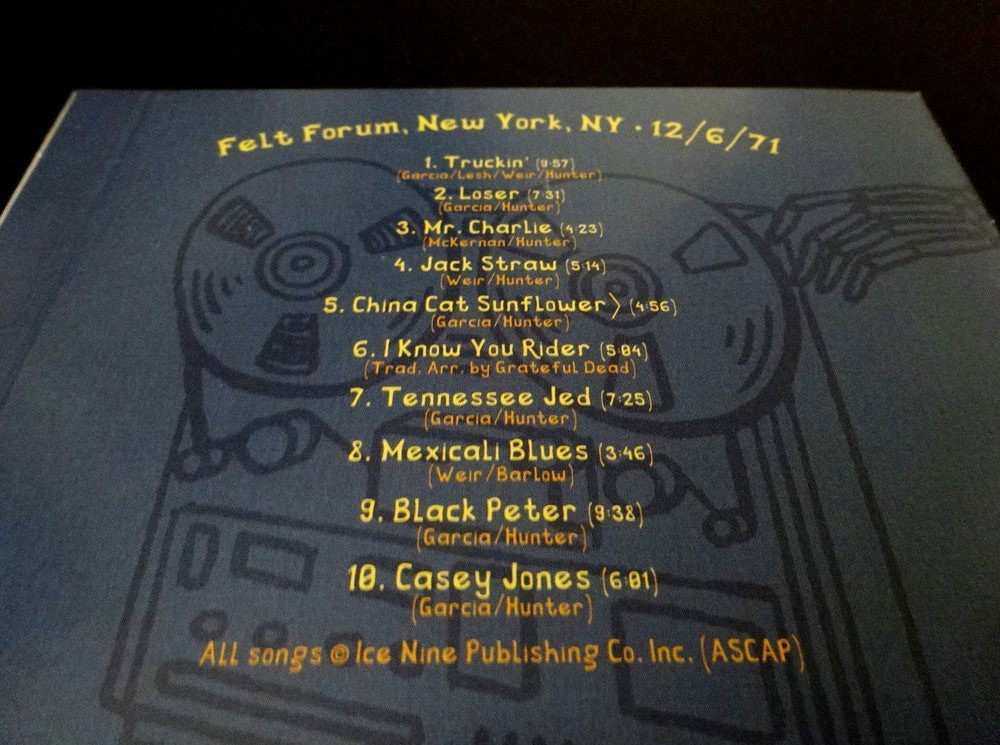 Felt Forum, New York, NY • 12/6/71
1. Truckin' (9:57)
(Garcia/Lesh/Weir/Hunter)
2. Loser (7:31)
(Garcia/Hunter)
3. Mr. Charlie (4:23)
(McKernan/Hunter)
4. Jack Straw (5:14)
(Weir/Hunter)
5. China Cat Sunflower > (4:56)
(Garcia/Hunter)
6. I Know You Rider (5:04)
(Trad. Arr. by Grateful Dead)
7. Tennessee Jed (7:25)
(Garcia/Hunter)
8. Mexicali Blues (3:46)
(Weir/Barlow)
9. Black Peter (9:38)
(Garcia/Hunter)
10. Casey Jones (6:01)
(Garcia/Hunter)
All songs © Ice Nine Publishing Co. Inc. (ASCAP)